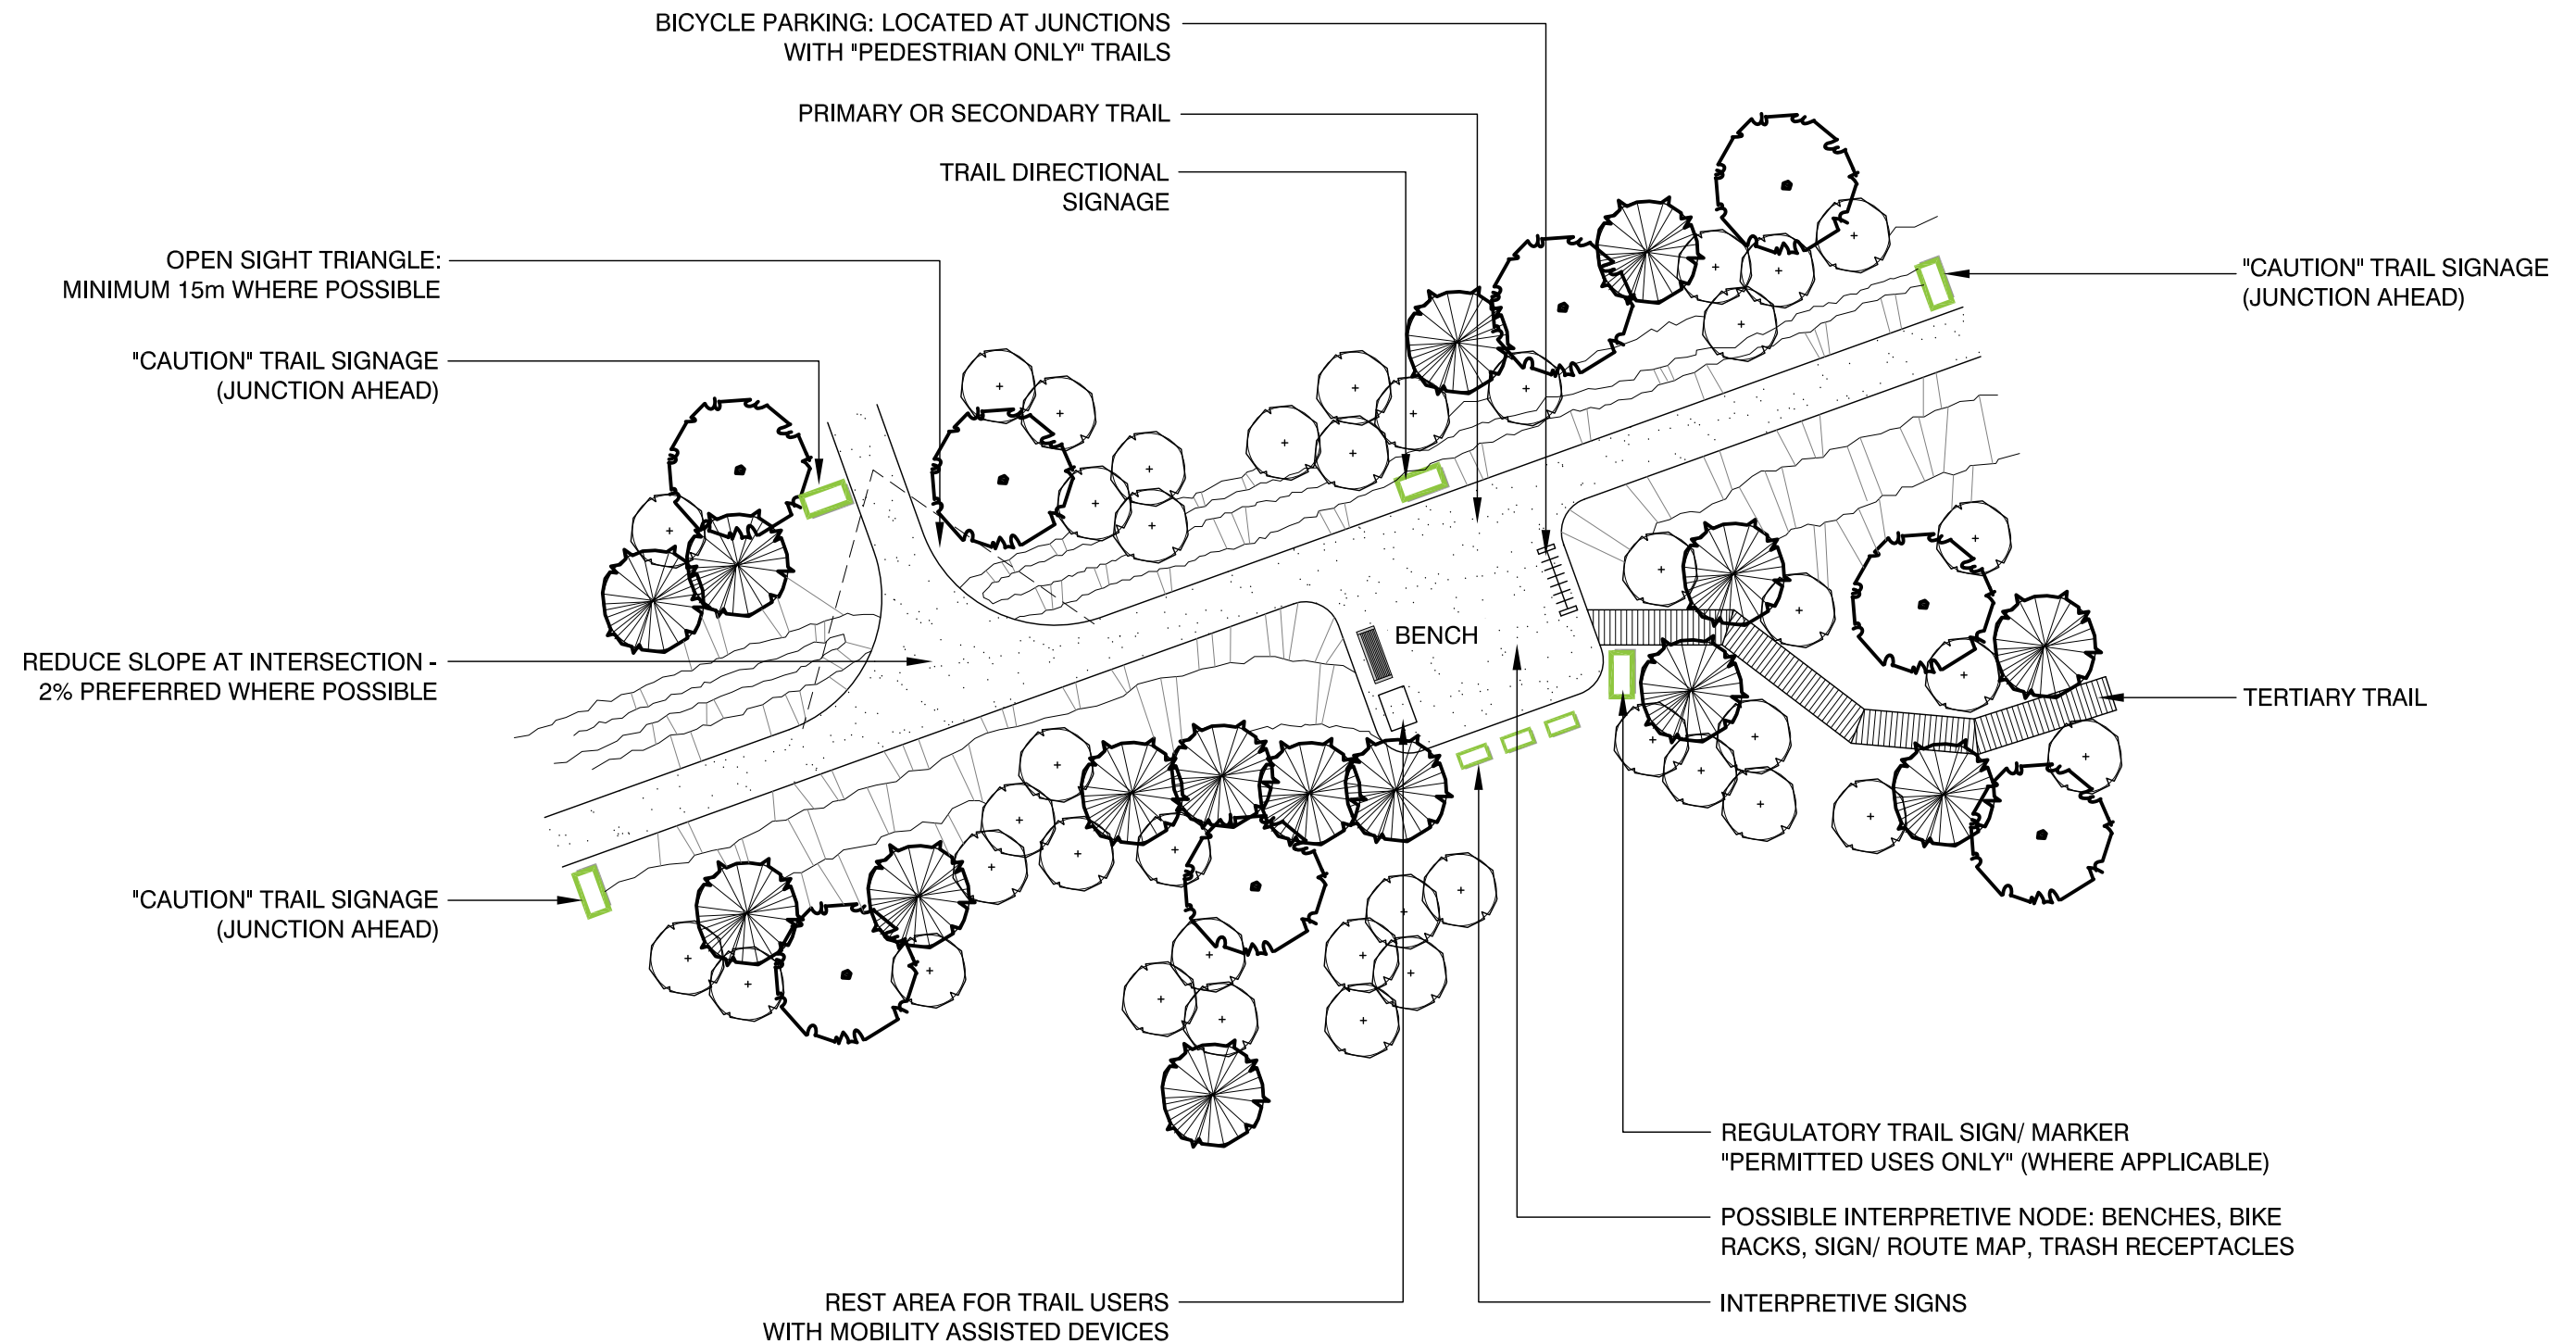 BICYCLE PARKING: LOCATED AT JUNCTIONS
WITH "PEDESTRIAN ONLY" TRAILS
PRIMARY OR SECONDARY TRAIL
TRAIL DIRECTIONAL
SIGNAGE
OPEN SIGHT TRIANGLE:
MINIMUM 15m WHERE POSSIBLE
"CAUTION" TRAIL SIGNAGE
(JUNCTION AHEAD)
"CAUTION" TRAIL SIGNAGE
(JUNCTION AHEAD)
BENCH
REDUCE SLOPE AT INTERSECTION -
2% PREFERRED WHERE POSSIBLE
TERTIARY TRAIL
"CAUTION" TRAIL SIGNAGE
(JUNCTION AHEAD)
REGULATORY TRAIL SIGN/ MARKER
"PERMITTED USES ONLY" (WHERE APPLICABLE)
POSSIBLE INTERPRETIVE NODE: BENCHES, BIKE
RACKS, SIGN/ ROUTE MAP, TRASH RECEPTACLES
REST AREA FOR TRAIL USERS
WITH MOBILITY ASSISTED DEVICES
INTERPRETIVE SIGNS